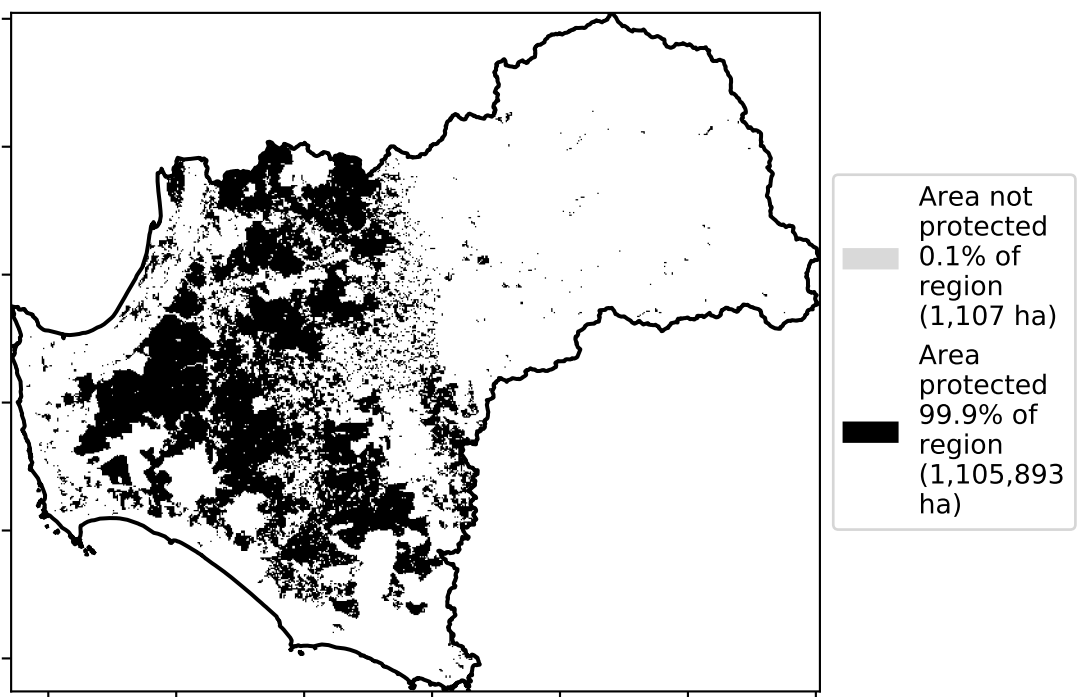 Area not
protected
0.1% of
region
(1,107 ha)
Area
protected
99.9% of
region
(1,105,893
ha)